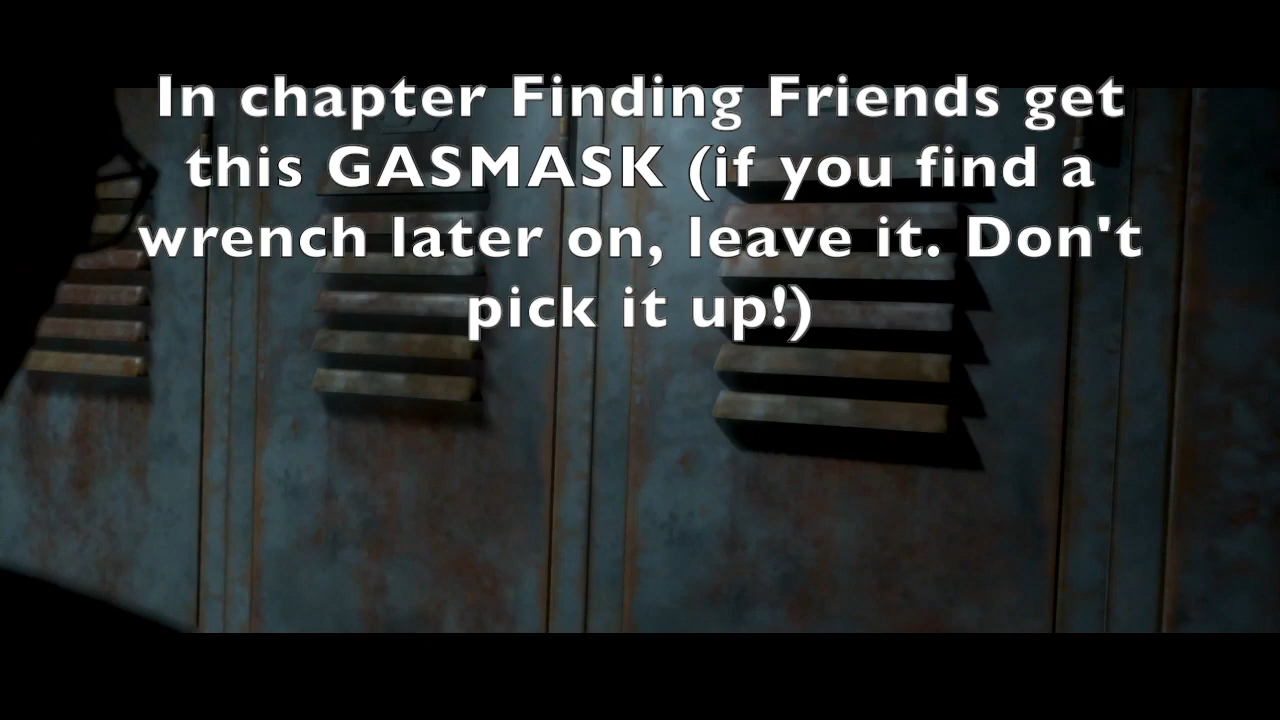 In chapter Finding Friends get
this GASMASK (if you find a
wrench later on, leave it. Don't
pick it up!)